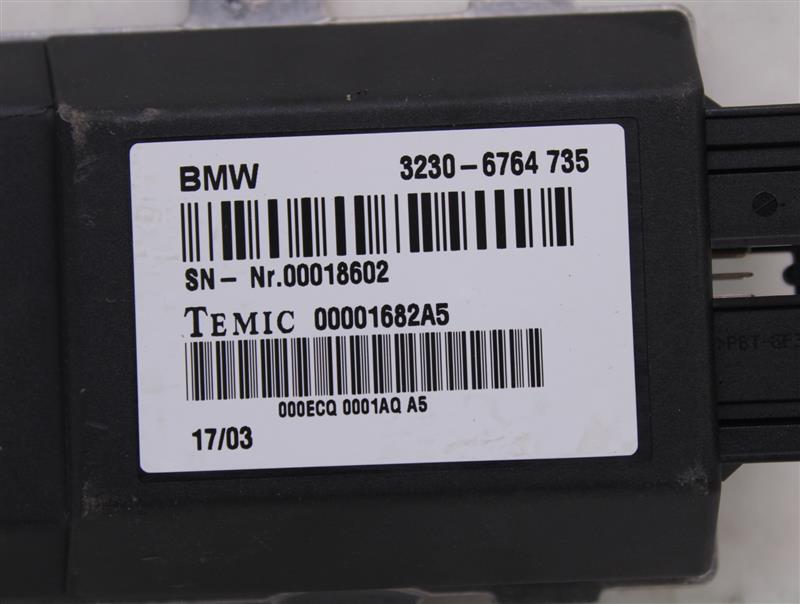 BMW 3230-6764 735
SN- Nr.00018602
TEMIC 00001682A5
000ECQ 0001AQ A5
17/03